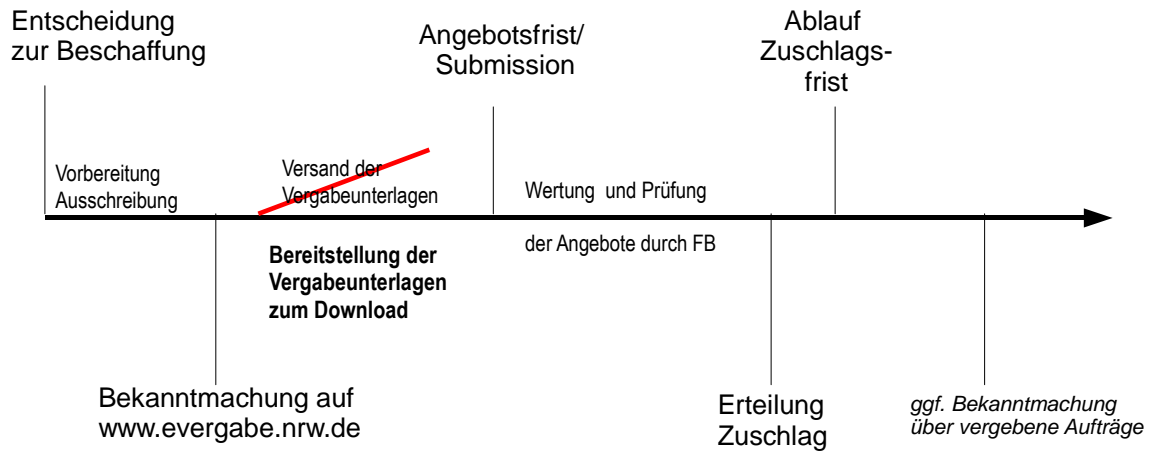 Entscheidung
zur Beschaffung
Angebotsfrist/
Submission
Ablauf
Zuschlags-
frist
Vorbereitung
Ausschreibung
Versand der
Vergabeunterlagen
Wertung und Prüfung
der Angebote durch FB
Bereitstellung der
Vergabeunterlagen
zum Download
Bekanntmachung auf
www.evergabe.nrw.de
Erteilung
Zuschlag
ggf. Bekanntmachung
über vergebene Aufträge